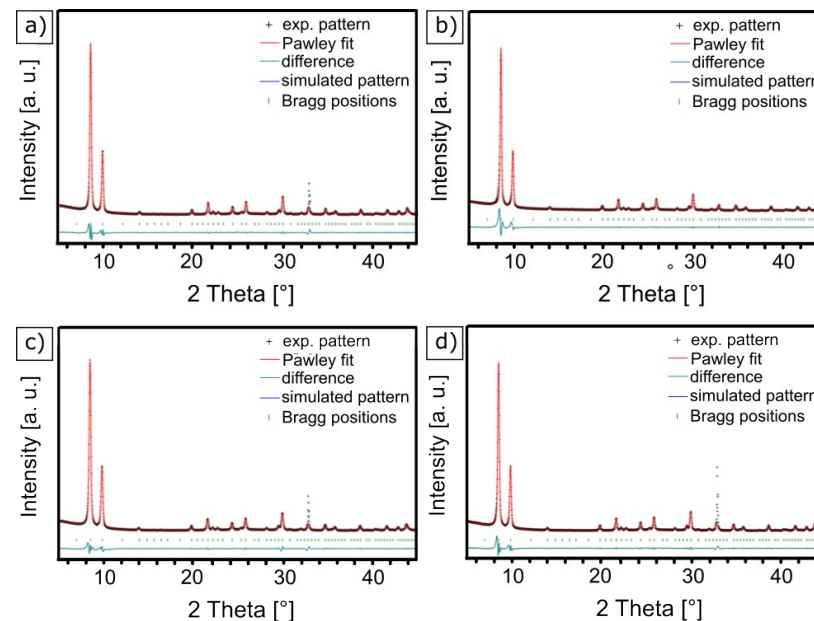 a)
+ exp. pattern
Pawley fit
difference
simulated pattern
Bragg positions
Intensity [a. u.]
10 20 30 40
2 Theta [°]
b)
+ exp. pattern
Pawley fit
difference
simulated pattern
Bragg positions
Intensity [a. u.]
10 20 30 40
°
2 Theta [°]
c)
+ exp. pattern
Pawley fit
difference
simulated pattern
Bragg positions
Intensity [a. u.]
10 20 30 40
2 Theta [°]
d)
+ exp. pattern
Pawley fit
difference
simulated pattern
Bragg positions
Intensity [a. u.]
10 20 30 40
2 Theta [°]